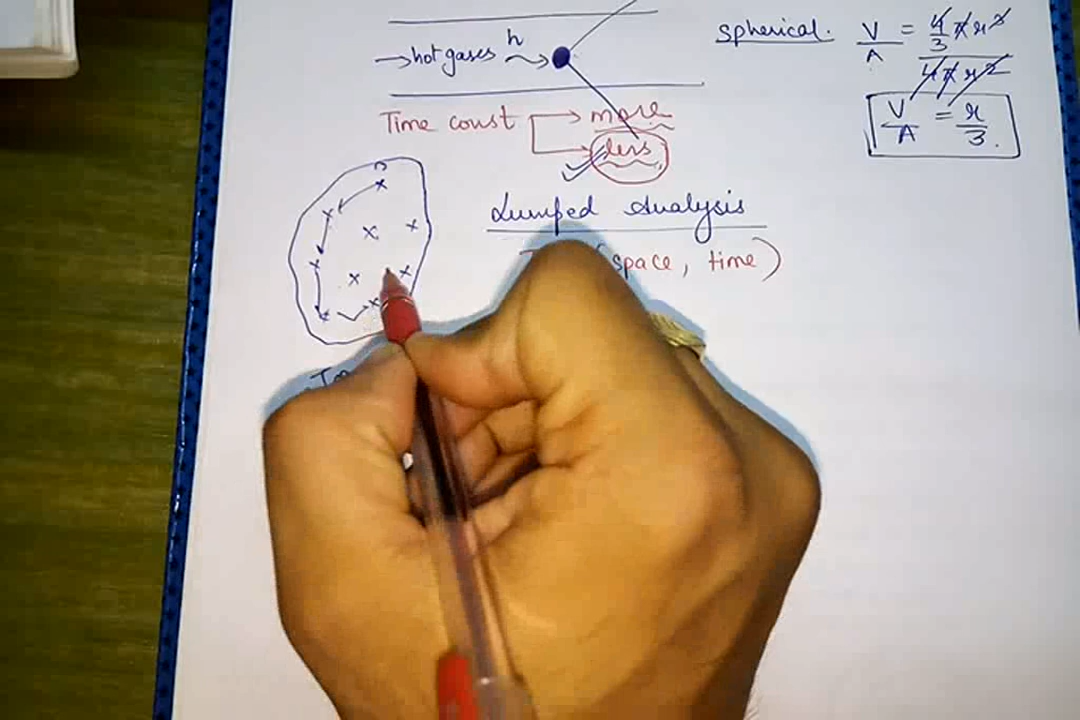 → hot gases h
Time const → more
→ less
Lumped Analysis
(space, time)
spherical. V/A = 4/3 π r³ / 4 π r²
V/A = r/3.